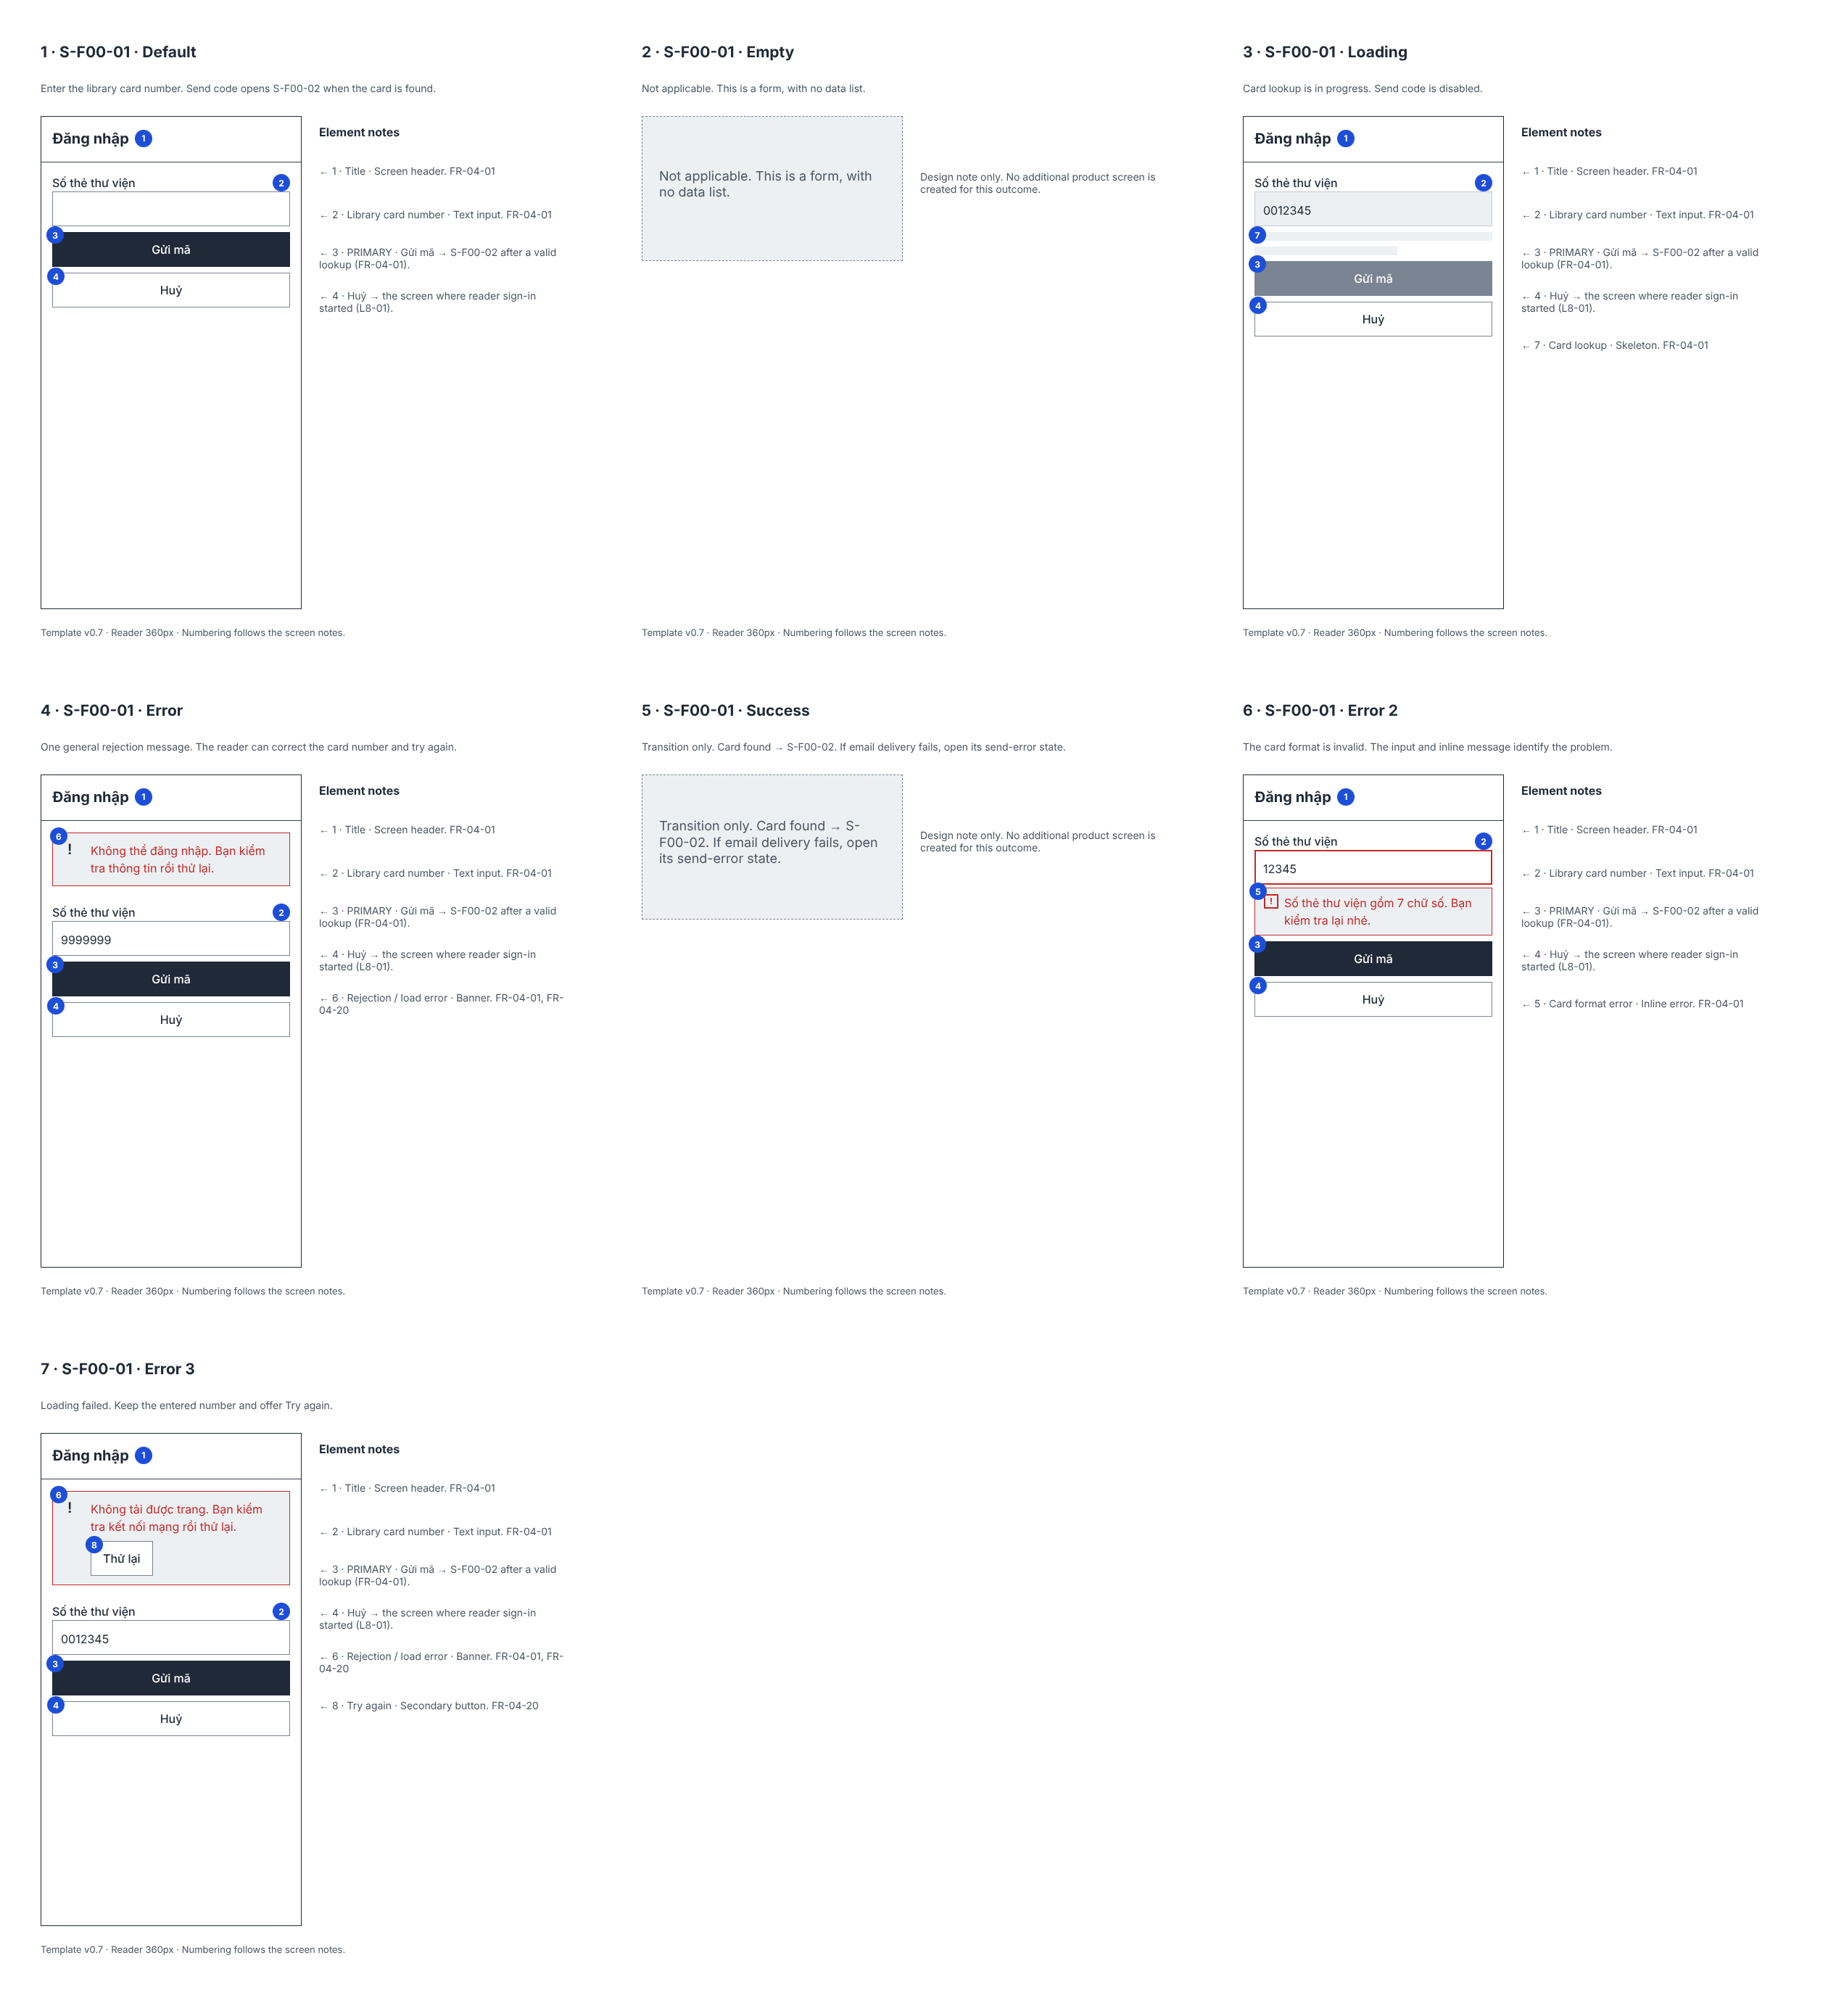 1 · S-F00-01 · Default
Enter the library card number. Send code opens S-F00-02 when the card is found.
Đăng nhập 1
Số thẻ thư viện 2
3
Gửi mã
4
Huỷ
Element notes
← 1 · Title · Screen header. FR-04-01
← 2 · Library card number · Text input. FR-04-01
← 3 · PRIMARY · Gửi mã → S-F00-02 after a valid
lookup (FR-04-01).
← 4 · Huỷ → the screen where reader sign-in
started (L8-01).
Template v0.7 · Reader 360px · Numbering follows the screen notes.
2 · S-F00-01 · Empty
Not applicable. This is a form, with no data list.
Not applicable. This is a form, with
no data list.
Design note only. No additional product screen is
created for this outcome.
Template v0.7 · Reader 360px · Numbering follows the screen notes.
3 · S-F00-01 · Loading
Card lookup is in progress. Send code is disabled.
Đăng nhập 1
Số thẻ thư viện 2
0012345
7
3
Gửi mã
4
Huỷ
Element notes
← 1 · Title · Screen header. FR-04-01
← 2 · Library card number · Text input. FR-04-01
← 3 · PRIMARY · Gửi mã → S-F00-02 after a valid
lookup (FR-04-01).
← 4 · Huỷ → the screen where reader sign-in
started (L8-01).
← 7 · Card lookup · Skeleton. FR-04-01
Template v0.7 · Reader 360px · Numbering follows the screen notes.
4 · S-F00-01 · Error
One general rejection message. The reader can correct the card number and try again.
Đăng nhập 1
6
! Không thể đăng nhập. Bạn kiểm
tra thông tin rồi thử lại.
Số thẻ thư viện 2
9999999
3
Gửi mã
4
Huỷ
Element notes
← 1 · Title · Screen header. FR-04-01
← 2 · Library card number · Text input. FR-04-01
← 3 · PRIMARY · Gửi mã → S-F00-02 after a valid
lookup (FR-04-01).
← 4 · Huỷ → the screen where reader sign-in
started (L8-01).
← 6 · Rejection / load error · Banner. FR-04-01, FR-
04-20
Template v0.7 · Reader 360px · Numbering follows the screen notes.
5 · S-F00-01 · Success
Transition only. Card found → S-F00-02. If email delivery fails, open its send-error state.
Transition only. Card found → S-
F00-02. If email delivery fails, open
its send-error state.
Design note only. No additional product screen is
created for this outcome.
Template v0.7 · Reader 360px · Numbering follows the screen notes.
6 · S-F00-01 · Error 2
The card format is invalid. The input and inline message identify the problem.
Đăng nhập 1
Số thẻ thư viện 2
12345
5
! Số thẻ thư viện gồm 7 chữ số. Bạn
kiểm tra lại nhé.
3
Gửi mã
4
Huỷ
Element notes
← 1 · Title · Screen header. FR-04-01
← 2 · Library card number · Text input. FR-04-01
← 3 · PRIMARY · Gửi mã → S-F00-02 after a valid
lookup (FR-04-01).
← 4 · Huỷ → the screen where reader sign-in
started (L8-01).
← 5 · Card format error · Inline error. FR-04-01
Template v0.7 · Reader 360px · Numbering follows the screen notes.
7 · S-F00-01 · Error 3
Loading failed. Keep the entered number and offer Try again.
Đăng nhập 1
6
! Không tải được trang. Bạn kiểm
tra kết nối mạng rồi thử lại.
8
Thử lại
Số thẻ thư viện 2
0012345
3
Gửi mã
4
Huỷ
Element notes
← 1 · Title · Screen header. FR-04-01
← 2 · Library card number · Text input. FR-04-01
← 3 · PRIMARY · Gửi mã → S-F00-02 after a valid
lookup (FR-04-01).
← 4 · Huỷ → the screen where reader sign-in
started (L8-01).
← 6 · Rejection / load error · Banner. FR-04-01, FR-
04-20
← 8 · Try again · Secondary button. FR-04-20
Template v0.7 · Reader 360px · Numbering follows the screen notes.